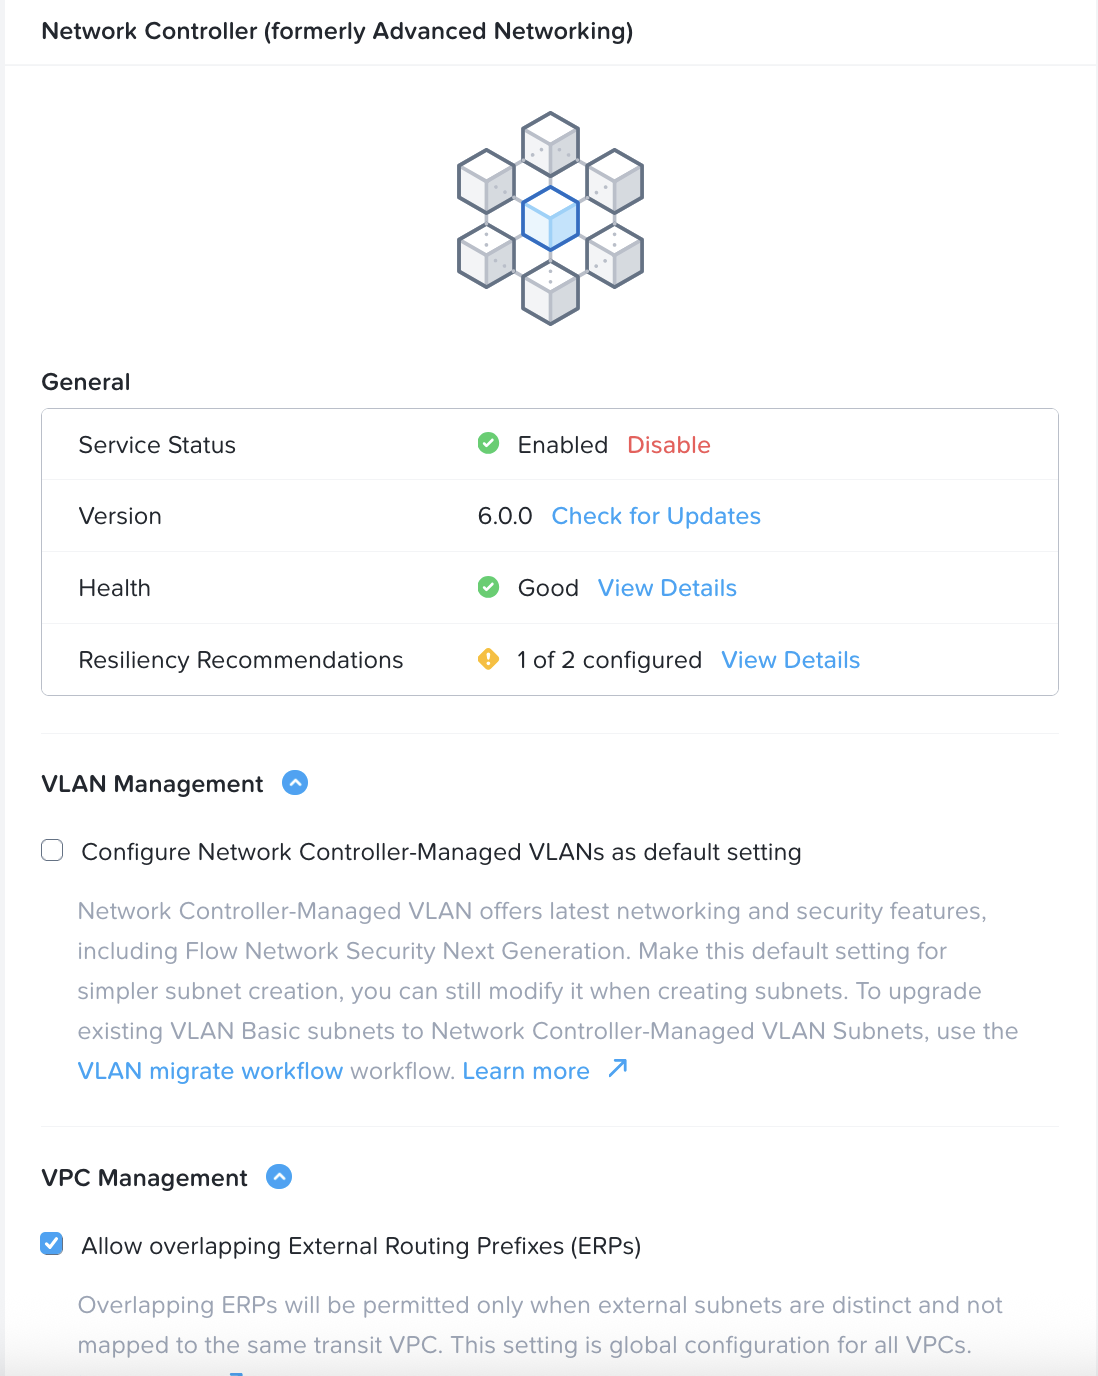 Network Controller (formerly Advanced Networking)
General
Service Status Enabled Disable
Version 6.0.0 Check for Updates
Health Good View Details
Resiliency Recommendations 1 of 2 configured View Details
VLAN Management
Configure Network Controller-Managed VLANs as default setting
Network Controller-Managed VLAN offers latest networking and security features,
including Flow Network Security Next Generation. Make this default setting for
simpler subnet creation, you can still modify it when creating subnets. To upgrade
existing VLAN Basic subnets to Network Controller-Managed VLAN Subnets, use the
VLAN migrate workflow workflow. Learn more
VPC Management
Allow overlapping External Routing Prefixes (ERPs)
Overlapping ERPs will be permitted only when external subnets are distinct and not
mapped to the same transit VPC. This setting is global configuration for all VPCs.